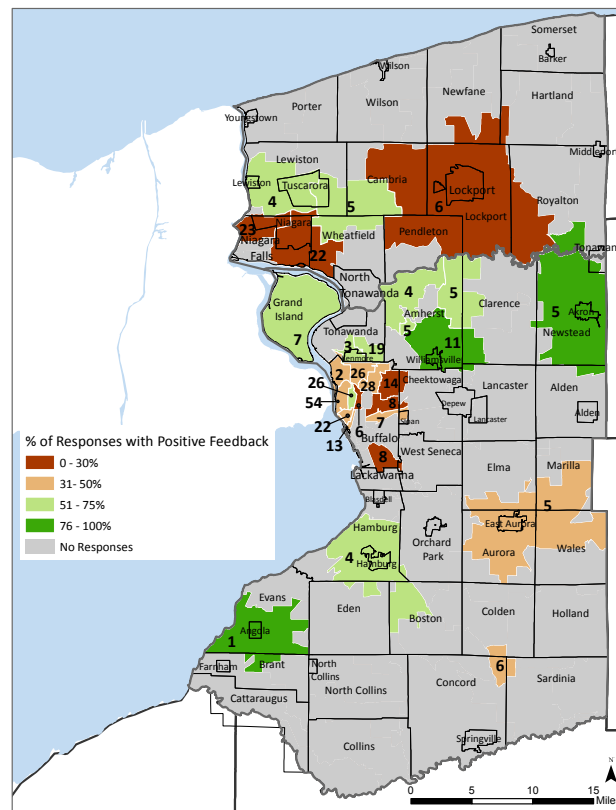 Somerset
Barker
Wilson
Newfane
Wilson
Hartland
Porter
Youngstown
Middleport
Lewiston
Cambria
Lewiston
Tuscarora
Lockport
4
5
6
Royalton
Lockport
Niagara
23
Wheatfield
Pendleton
Niagara
Falls
22
Tonawanda
North
Tonawanda
Grand
Island
4
5
Clarence
Amherst
5
Akron
Newstead
7
Tonawanda
5
11
3
19
Kenmore
Williamsville
2
26
Cheektowaga
Lancaster
26
28
14
Alden
54
8
Depew
Alden
Lancaster
22
7
Sloan
13
6
Buffalo
West Seneca
8
Elma
Marilla
Lackawanna
Blasdell
5
Hamburg
East Aurora
Orchard
Park
4
Hamburg
Aurora
Wales
Evans
Eden
Boston
Colden
Holland
1
Angola
Farnham
Brant
North
Collins
6
North Collins
Concord
Sardinia
Cattaraugus
Springville
Collins
% of Responses with Positive Feedback
0 - 30%
31- 50%
51 - 75%
76 - 100%
No Responses
N
0 5 10 15
Mile